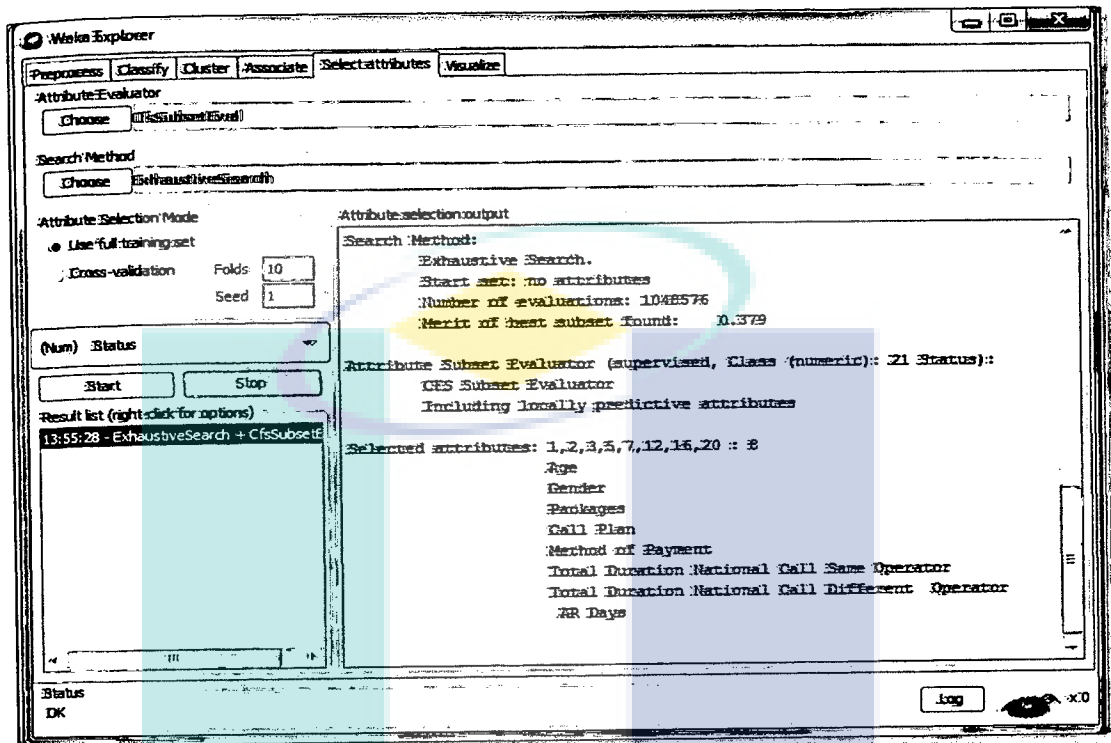 Weka Explorer
Preprocess Classify Cluster Associate Select attributes Visualize
Attribute Evaluator
Choose CfsSubsetEval
Search Method
Choose ExhaustiveSearch
Attribute Selection Mode
Use full training set
Cross-validation Folds 10
Seed 1
(Num) Status
Start Stop
Result list (right-click for options)
13:55:28 - ExhaustiveSearch + CfsSubsetE
Attribute selection output
Search Method:
Exhaustive Search.
Start set: no attributes
Number of evaluations: 1048576
Merit of best subset found: 0.379
Attribute Subset Evaluator (supervised, Class (numeric): 21 Status):
CFS Subset Evaluator
Including locally predictive attributes
Selected attributes: 1,2,3,5,7,12,16,20 : 8
Age
Gender
Packages
Call Plan
Method of Payment
Total Duration National Call Same Operator
Total Duration National Call Different Operator
AR Days
Status
OK
Log x 0